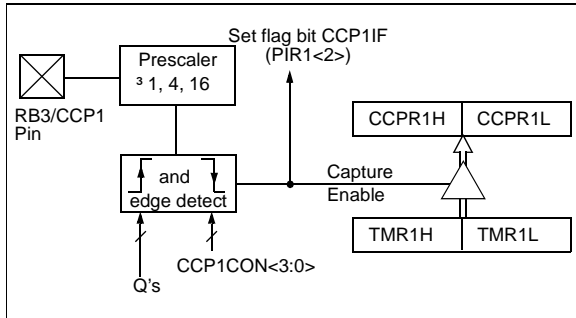 Set flag bit CCP1IF
(PIR1<2>)
Prescaler
³ 1, 4, 16
RB3/CCP1
Pin
CCPR1H
CCPR1L
and
edge detect
Capture
Enable
TMR1H
TMR1L
CCP1CON<3:0>
Q's